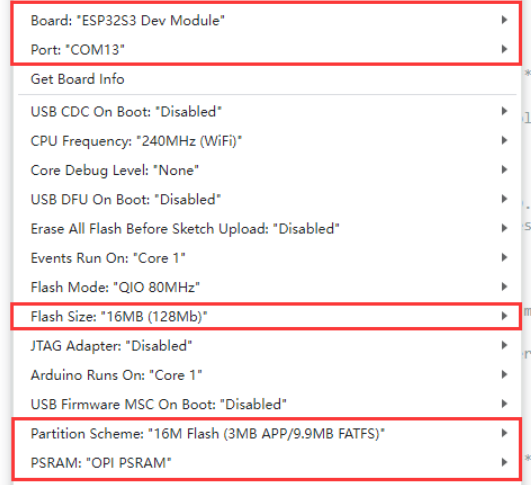 Board: "ESP32S3 Dev Module"
Port: "COM13"
Get Board Info
USB CDC On Boot: "Disabled"
CPU Frequency: "240MHz (WiFi)"
Core Debug Level: "None"
USB DFU On Boot: "Disabled"
Erase All Flash Before Sketch Upload: "Disabled"
Events Run On: "Core 1"
Flash Mode: "QIO 80MHz"
Flash Size: "16MB (128Mb)"
JTAG Adapter: "Disabled"
Arduino Runs On: "Core 1"
USB Firmware MSC On Boot: "Disabled"
Partition Scheme: "16M Flash (3MB APP/9.9MB FATFS)"
PSRAM: "OPI PSRAM"